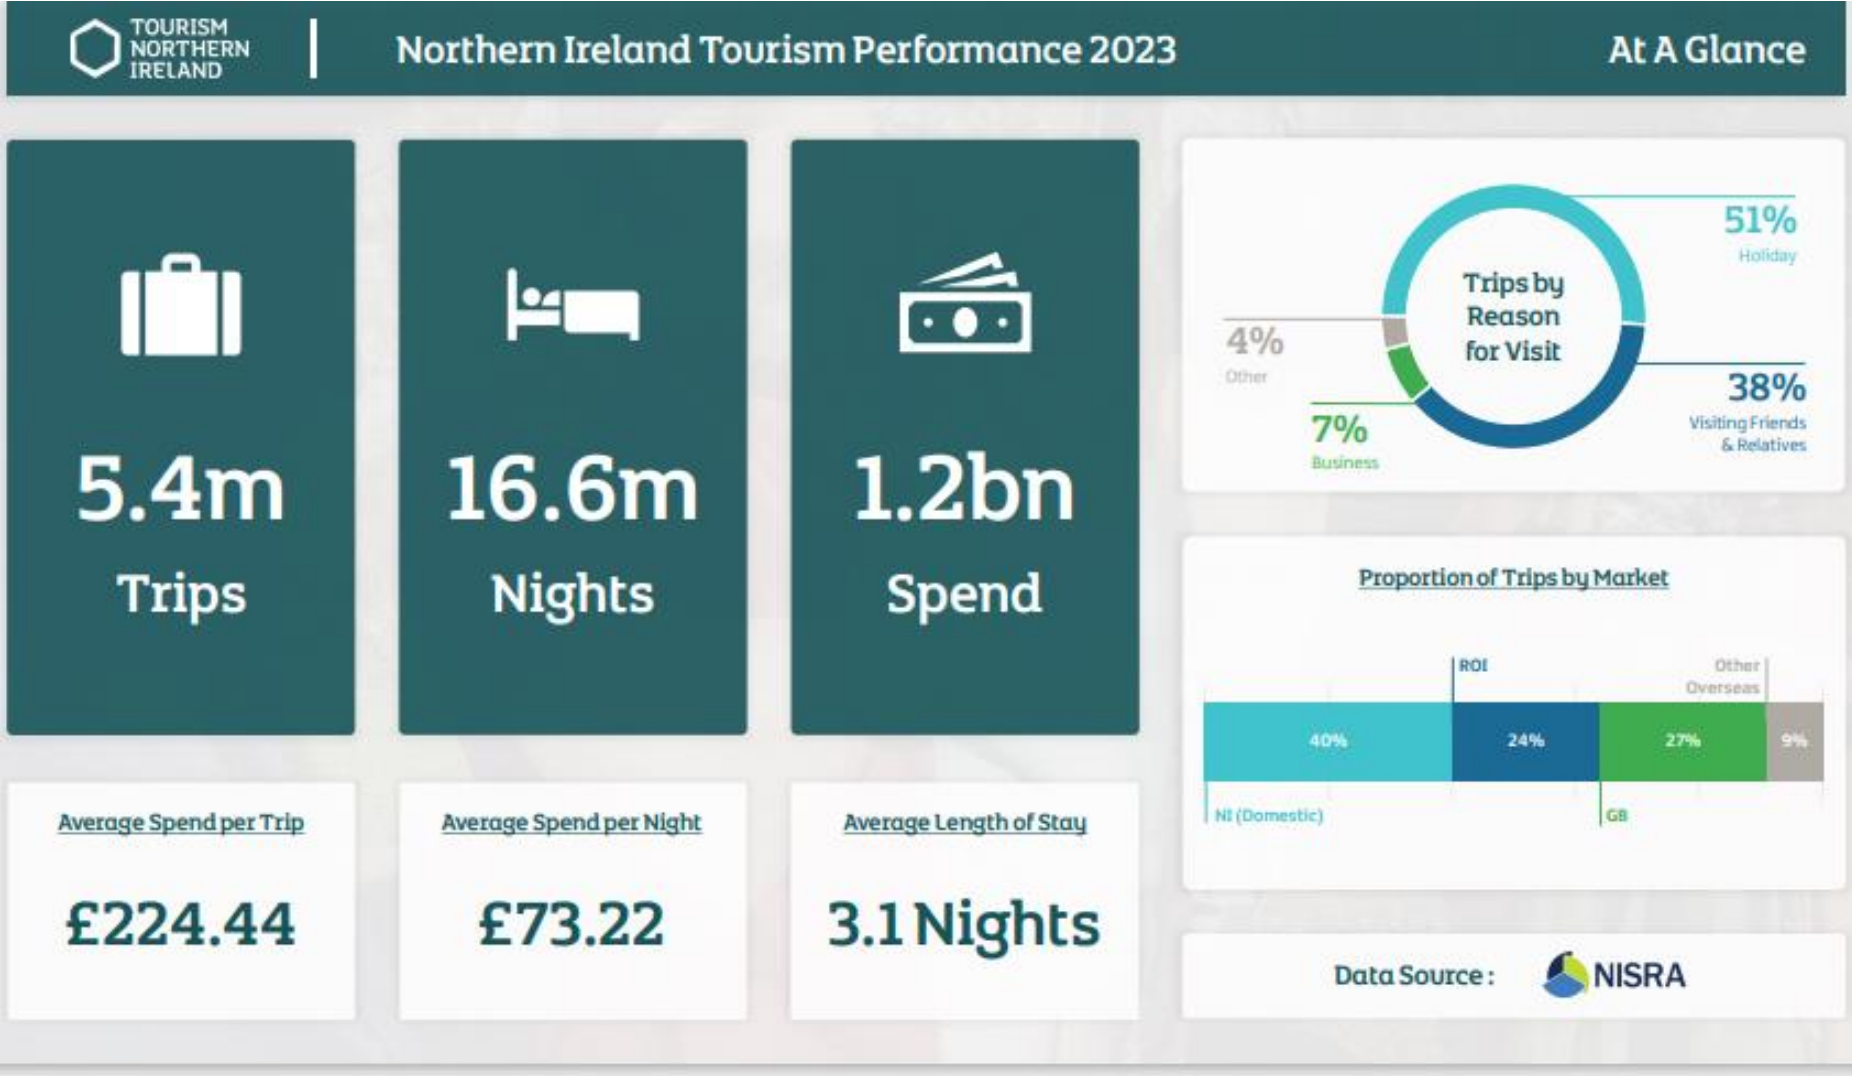 TOURISM
NORTHERN
IRELAND
Northern Ireland Tourism Performance 2023
At A Glance
5.4m
Trips
16.6m
Nights
1.2bn
Spend
Average Spend per Trip
£224.44
Average Spend per Night
£73.22
Average Length of Stay
3.1 Nights
Trips by
Reason
for Visit
51%
Holiday
38%
Visiting Friends
& Relatives
7%
Business
4%
Other
Proportion of Trips by Market
ROI
Other
Overseas
40%
24%
27%
9%
NI (Domestic)
GB
Data Source :
NISRA